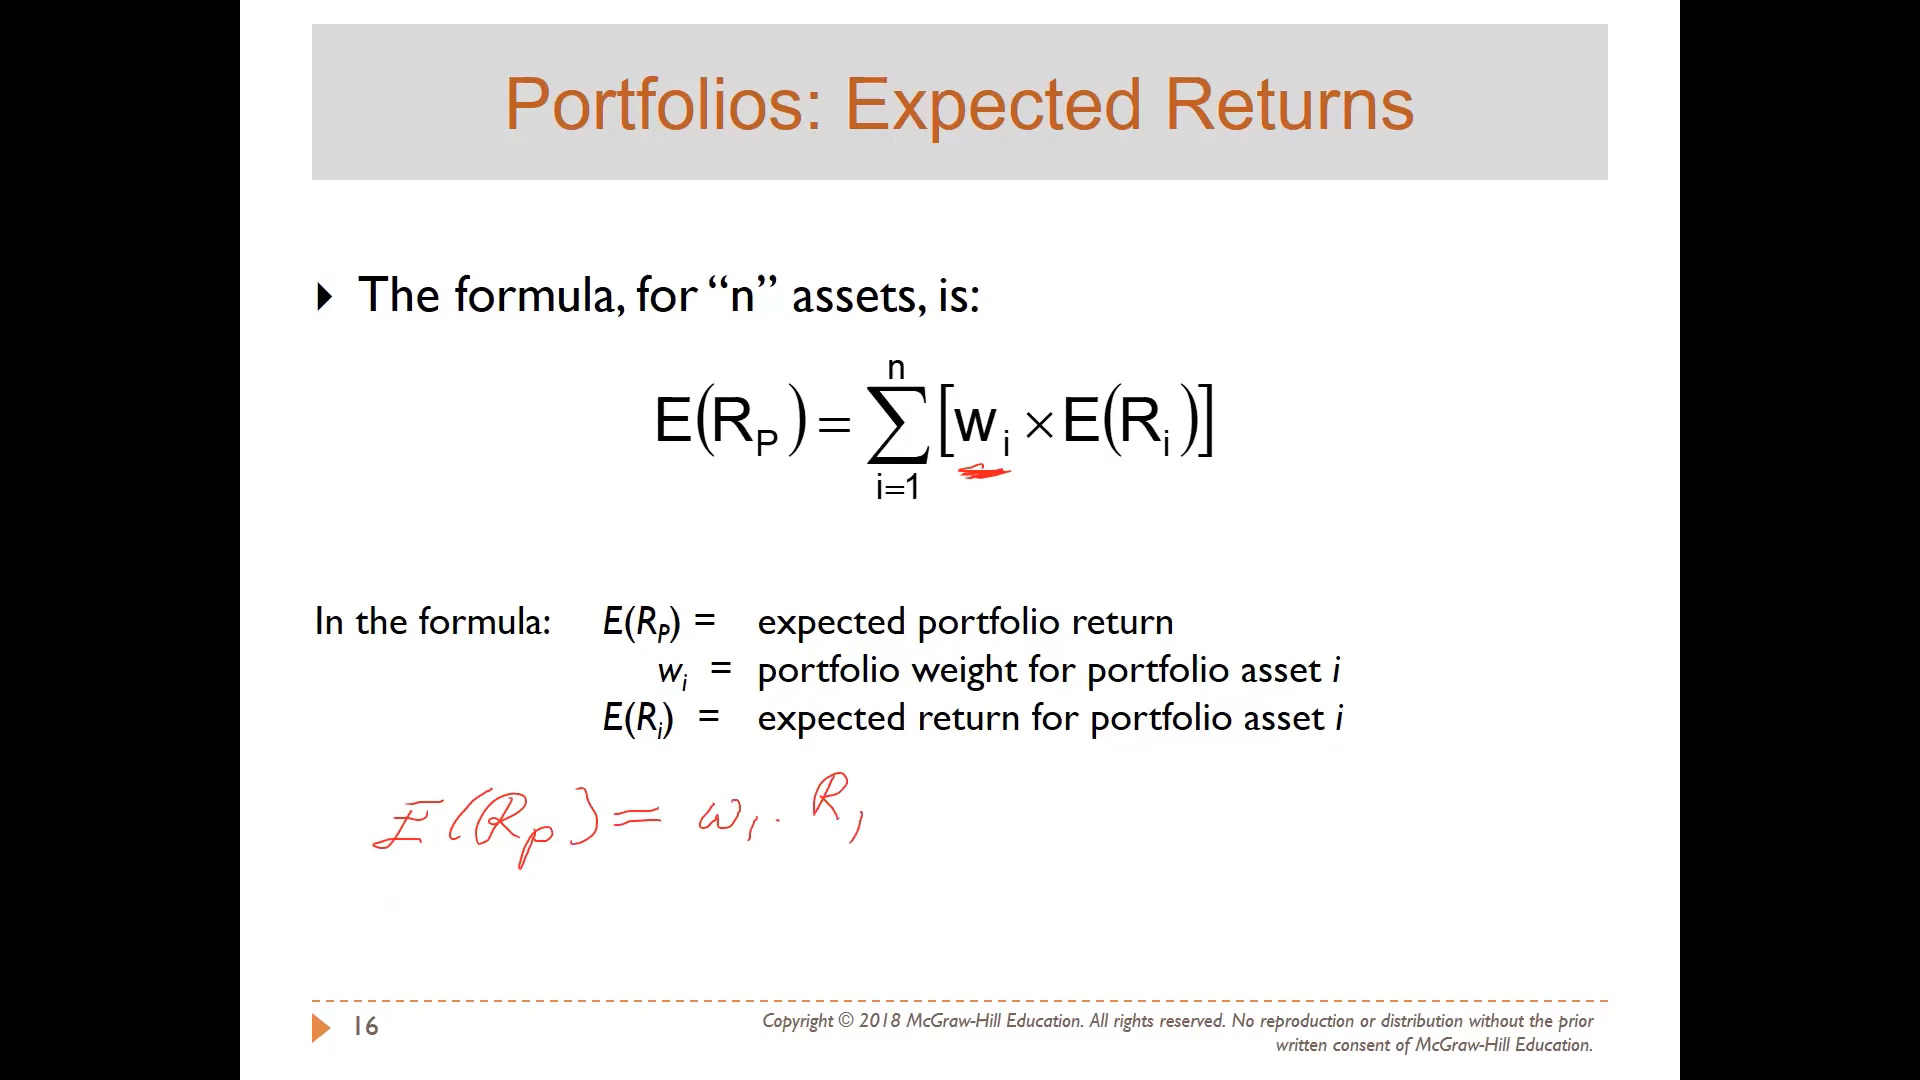 Portfolios: Expected Returns
The formula, for “n” assets, is:
E(R_P) = ∑_{i=1}^{n} [w_i × E(R_i)]
In the formula: E(R_P) = expected portfolio return
w_i = portfolio weight for portfolio asset i
E(R_i) = expected return for portfolio asset i
E(R_p) = w_1 · R_1
16
Copyright © 2018 McGraw-Hill Education. All rights reserved. No reproduction or distribution without the prior
written consent of McGraw-Hill Education.